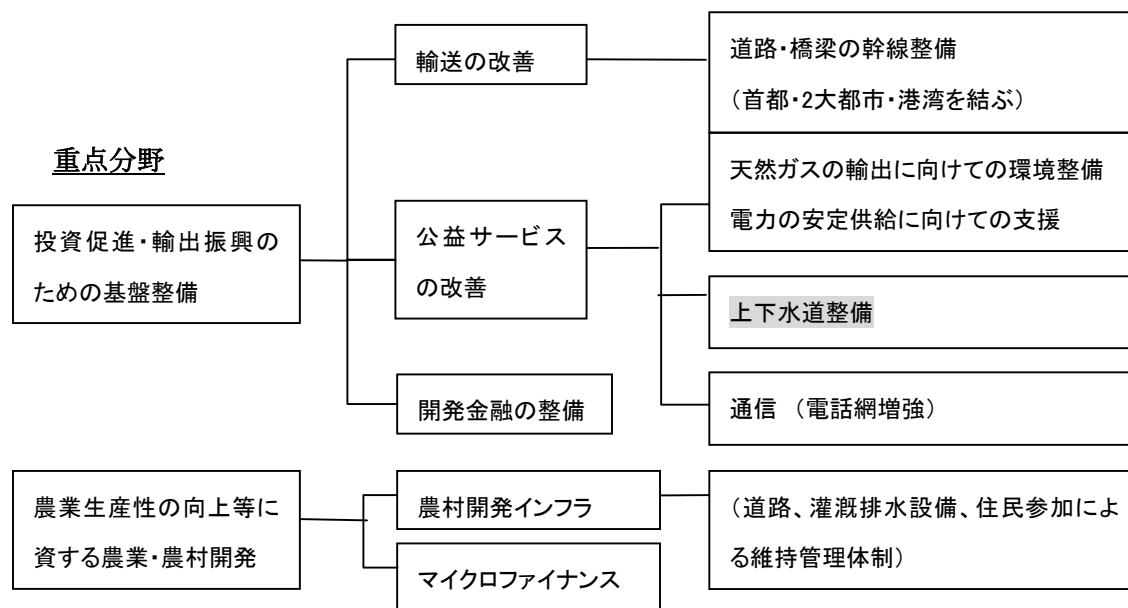 重点分野
投資促進・輸出振興の
ための基盤整備
輸送の改善
道路・橋梁の幹線整備
（首都・2大都市・港湾を結ぶ）
公益サービス
の改善
天然ガスの輸出に向けての環境整備
電力の安定供給に向けての支援
上下水道整備
通信 （電話網増強）
開発金融の整備
農業生産性の向上等に
資する農業・農村開発
農村開発インフラ
（道路、灌漑排水設備、住民参加によ
る維持管理体制）
マイクロファイナンス